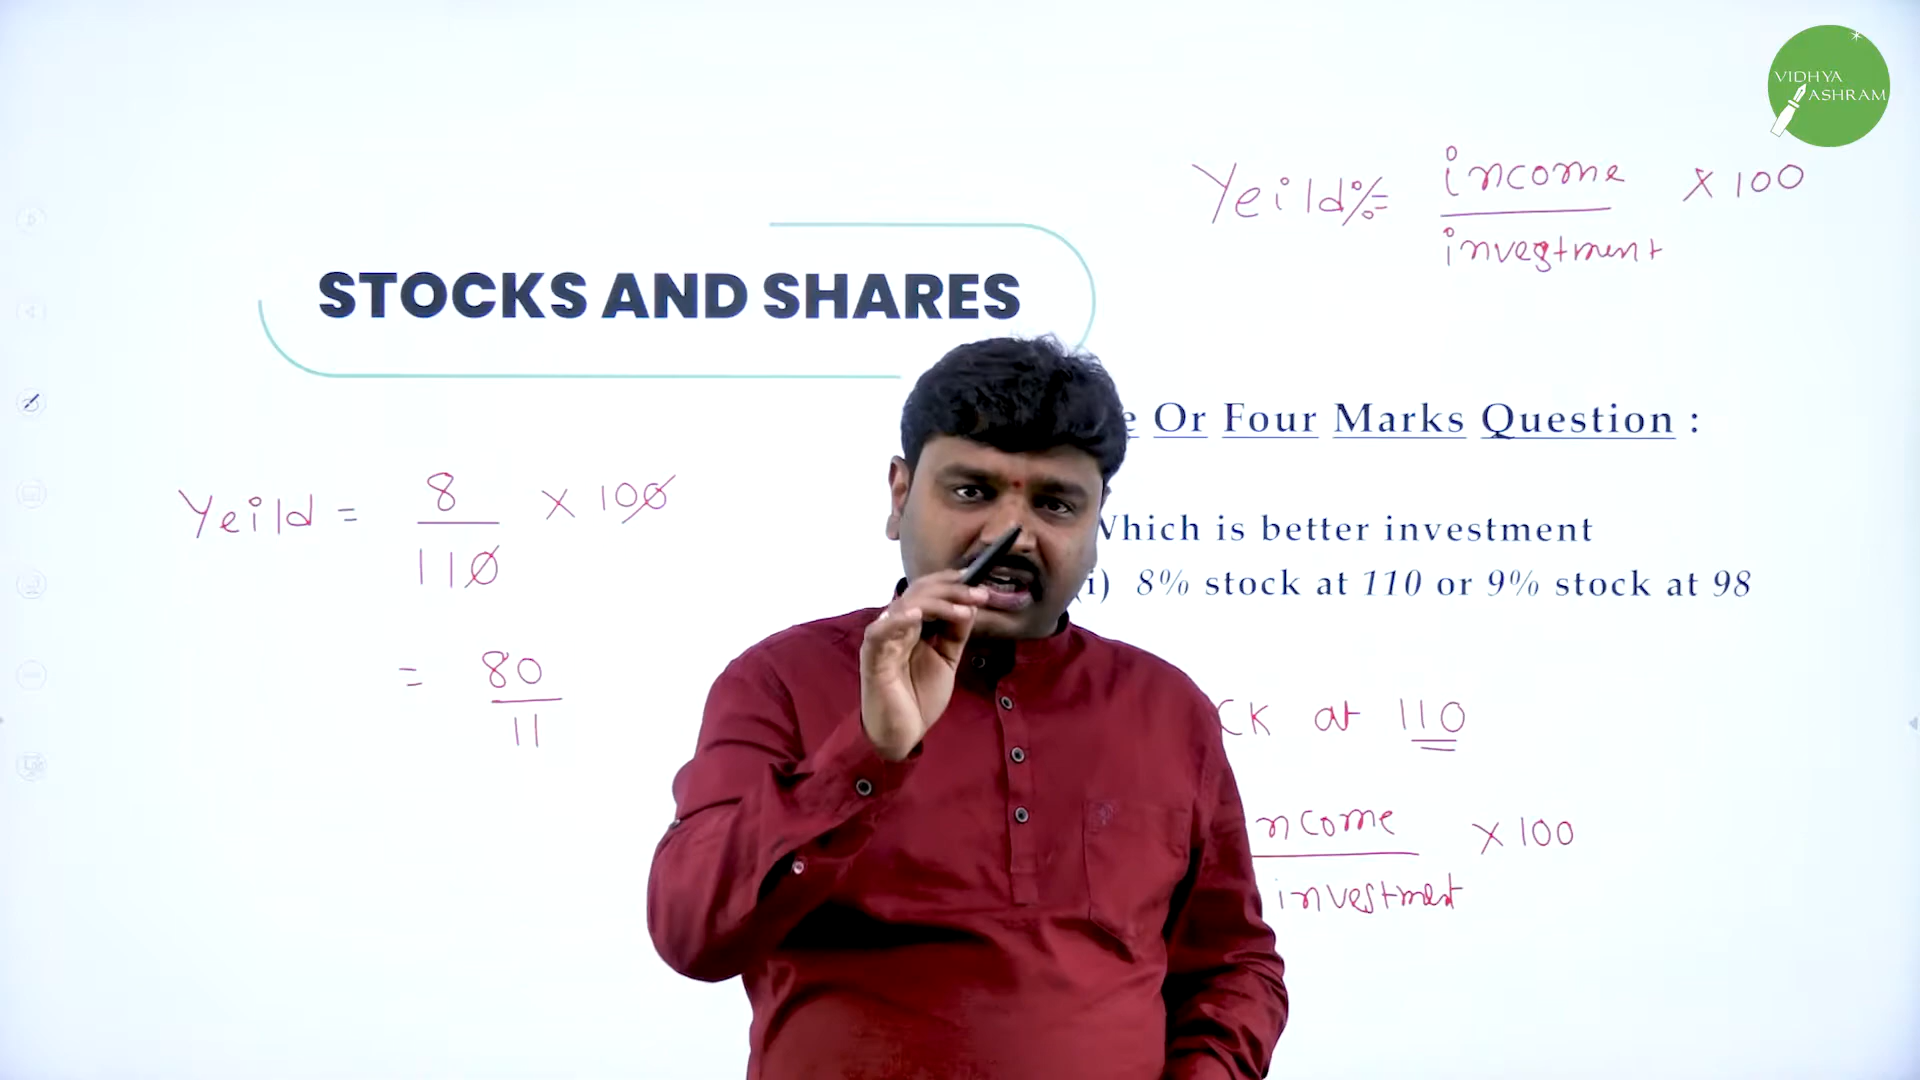 VIDHYA
ASHRAM
Yeild% = income / investment X 100
STOCKS AND SHARES
Or Four Marks Question :
Which is better investment
(i) 8% stock at 110 or 9% stock at 98
Yeild = 8 / 110 X 100
= 80 / 11
CK at 110
ncome / investment X 100